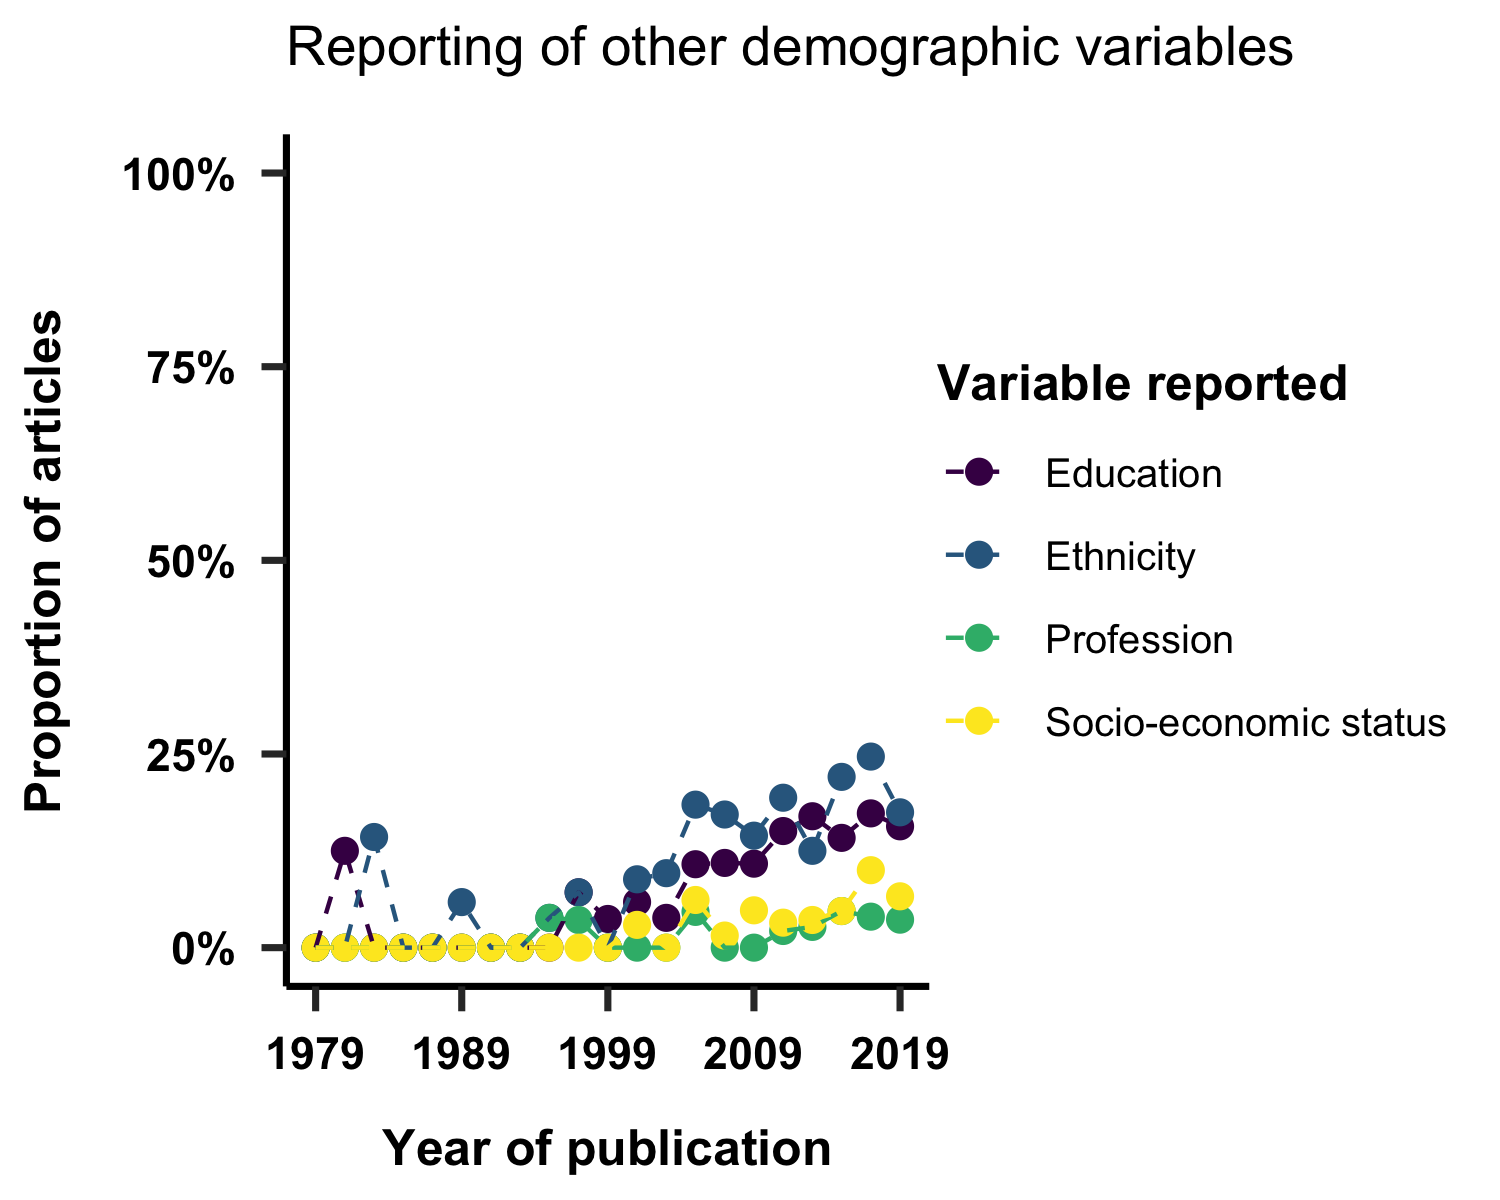 Reporting of other demographic variables
100%
75%
50%
25%
0%
Proportion of articles
1979 1989 1999 2009 2019
Year of publication
Variable reported
Education
Ethnicity
Profession
Socio-economic status